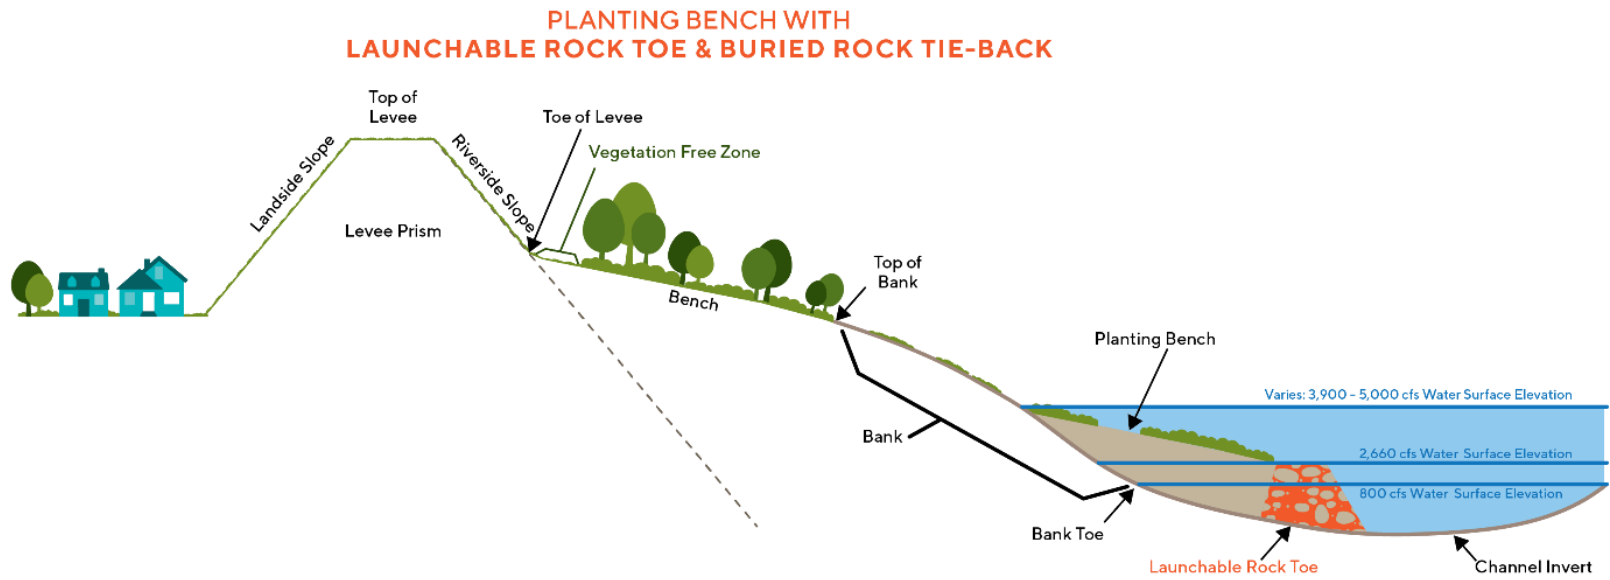 PLANTING BENCH WITH
LAUNCHABLE ROCK TOE & BURIED ROCK TIE-BACK
Top of
Levee
Toe of Levee
Vegetation Free Zone
Landside Slope
Riverside Slope
Levee Prism
Bench
Top of
Bank
Planting Bench
Varies: 3,900 - 5,000 cfs Water Surface Elevation
Bank
2,660 cfs Water Surface Elevation
800 cfs Water Surface Elevation
Bank Toe
Launchable Rock Toe
Channel Invert